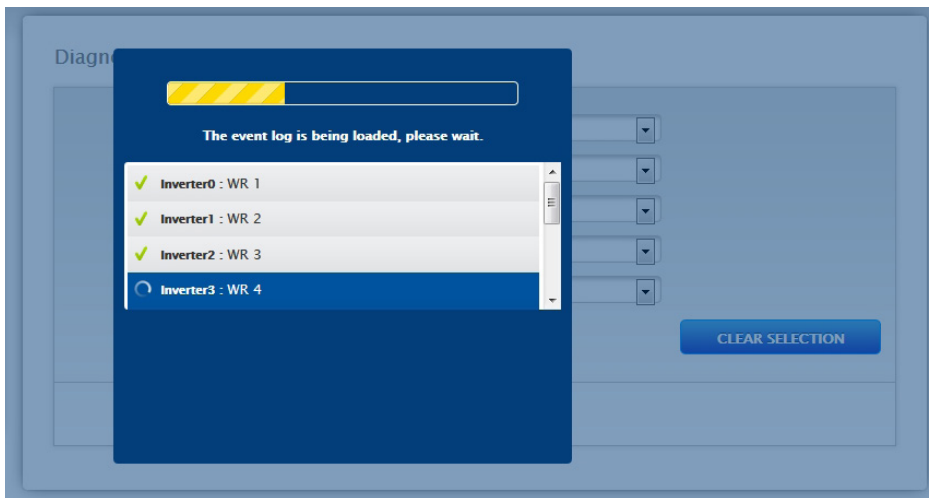 Diagn
The event log is being loaded, please wait.
Inverter0 : WR 1
Inverter1 : WR 2
Inverter2 : WR 3
Inverter3 : WR 4
CLEAR SELECTION